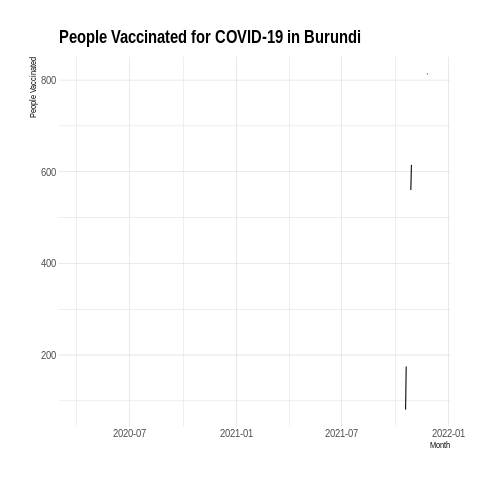 People Vaccinated for COVID-19 in Burundi
People Vaccinated
800
600
400
200
2020-07
2021-01
2021-07
2022-01
Month